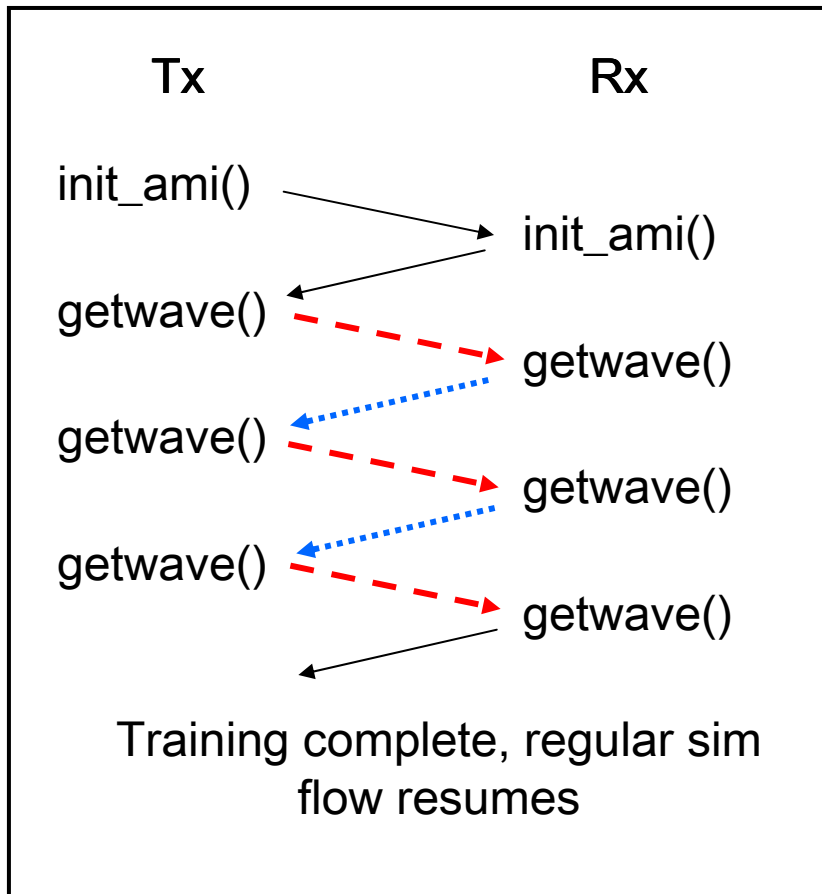 Tx
Rx
init_ami()
init_ami()
getwave()
getwave()
getwave()
getwave()
getwave()
getwave()
Training complete, regular sim
flow resumes